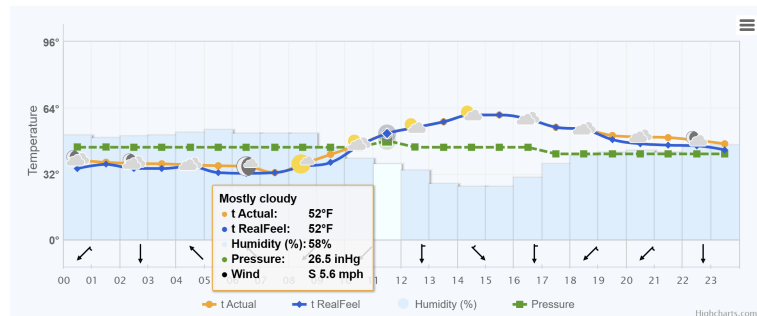 96°
64°
32°
0°
Temperature
Mostly cloudy
t Actual: 52°F
t RealFeel: 52°F
Humidity (%): 58%
Pressure: 26.5 inHg
Wind S 5.6 mph
00 01 02 03 04 05 06 07 08 09 10 11 12 13 14 15 16 17 18 19 20 21 22 23
t Actual t RealFeel Humidity (%) Pressure
Highcharts.com